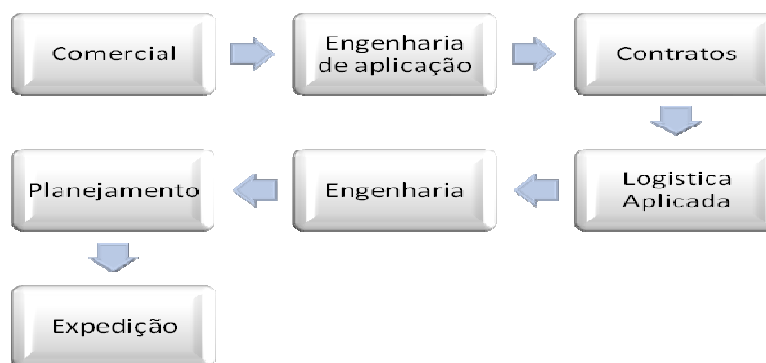 Comercial
Engenharia
de aplicação
Contratos
Logistica
Aplicada
Engenharia
Planejamento
Expedição